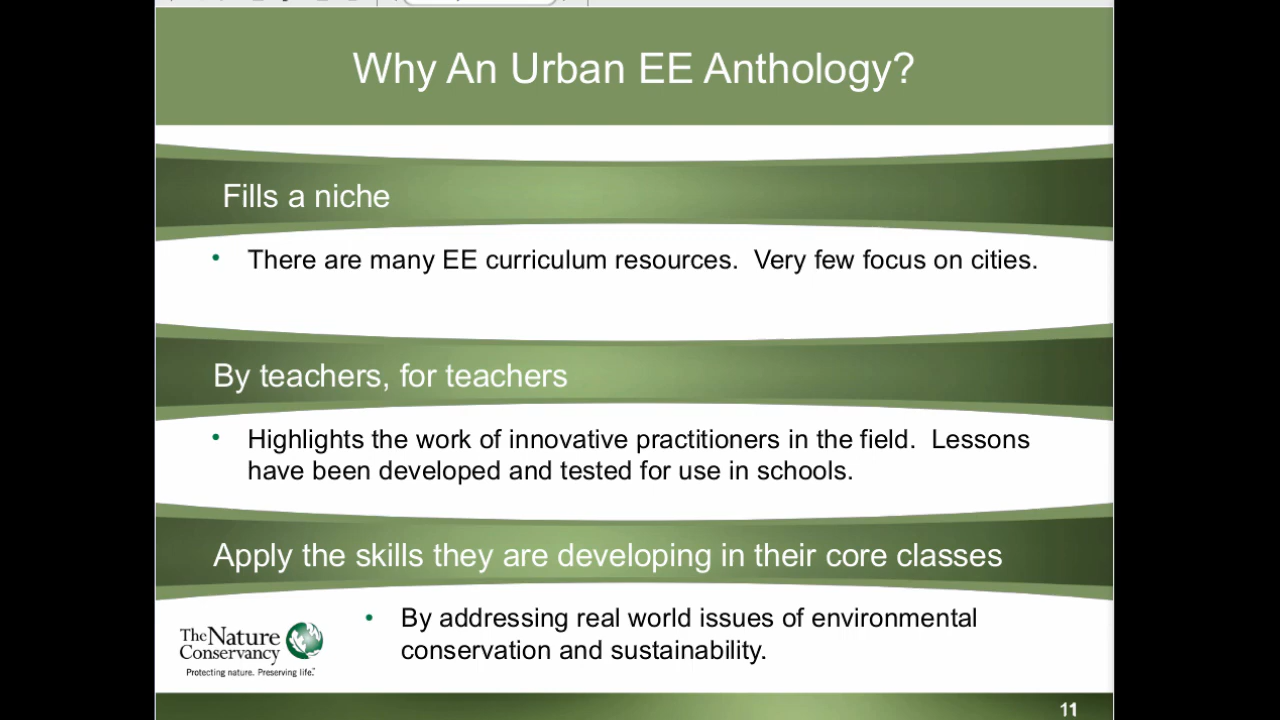 Why An Urban EE Anthology?
Fills a niche
• There are many EE curriculum resources.  Very few focus on cities.
By teachers, for teachers
• Highlights the work of innovative practitioners in the field.  Lessons
have been developed and tested for use in schools.
Apply the skills they are developing in their core classes
• By addressing real world issues of environmental
conservation and sustainability.
The Nature
Conservancy
Protecting nature. Preserving life.™
11